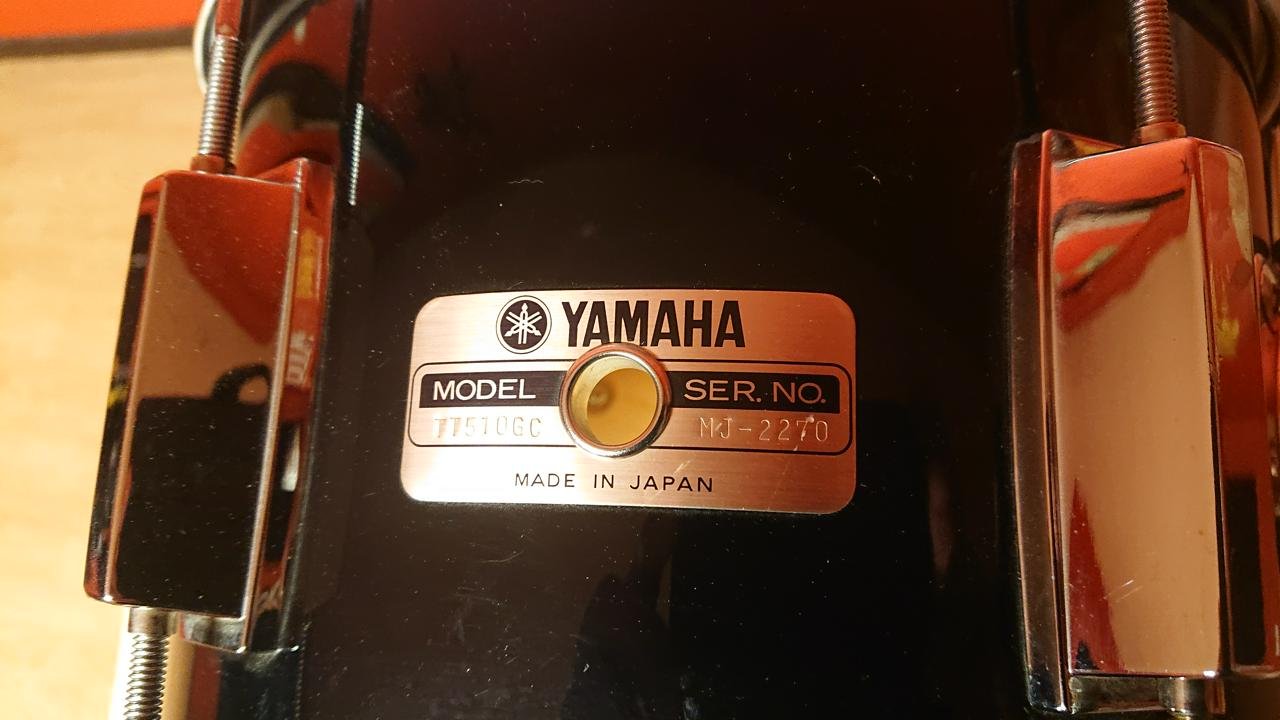 YAMAHA
MODEL SER. NO.
TT510GC MJ-2270
MADE IN JAPAN